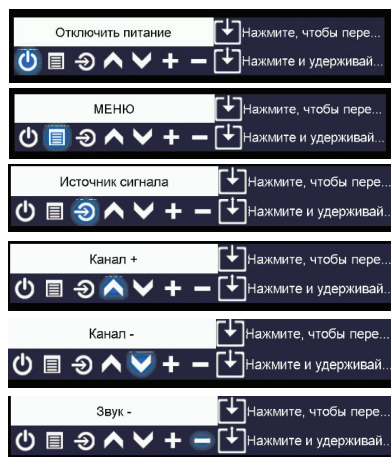 Отключить питание
Нажмите, чтобы пере...
Нажмите и удерживай...
МЕНЮ
Нажмите, чтобы пере...
Нажмите и удерживай...
Источник сигнала
Нажмите, чтобы пере...
Нажмите и удерживай...
Канал +
Нажмите, чтобы пере...
Нажмите и удерживай...
Канал -
Нажмите, чтобы пере...
Нажмите и удерживай...
Звук -
Нажмите, чтобы пере...
Нажмите и удерживай...